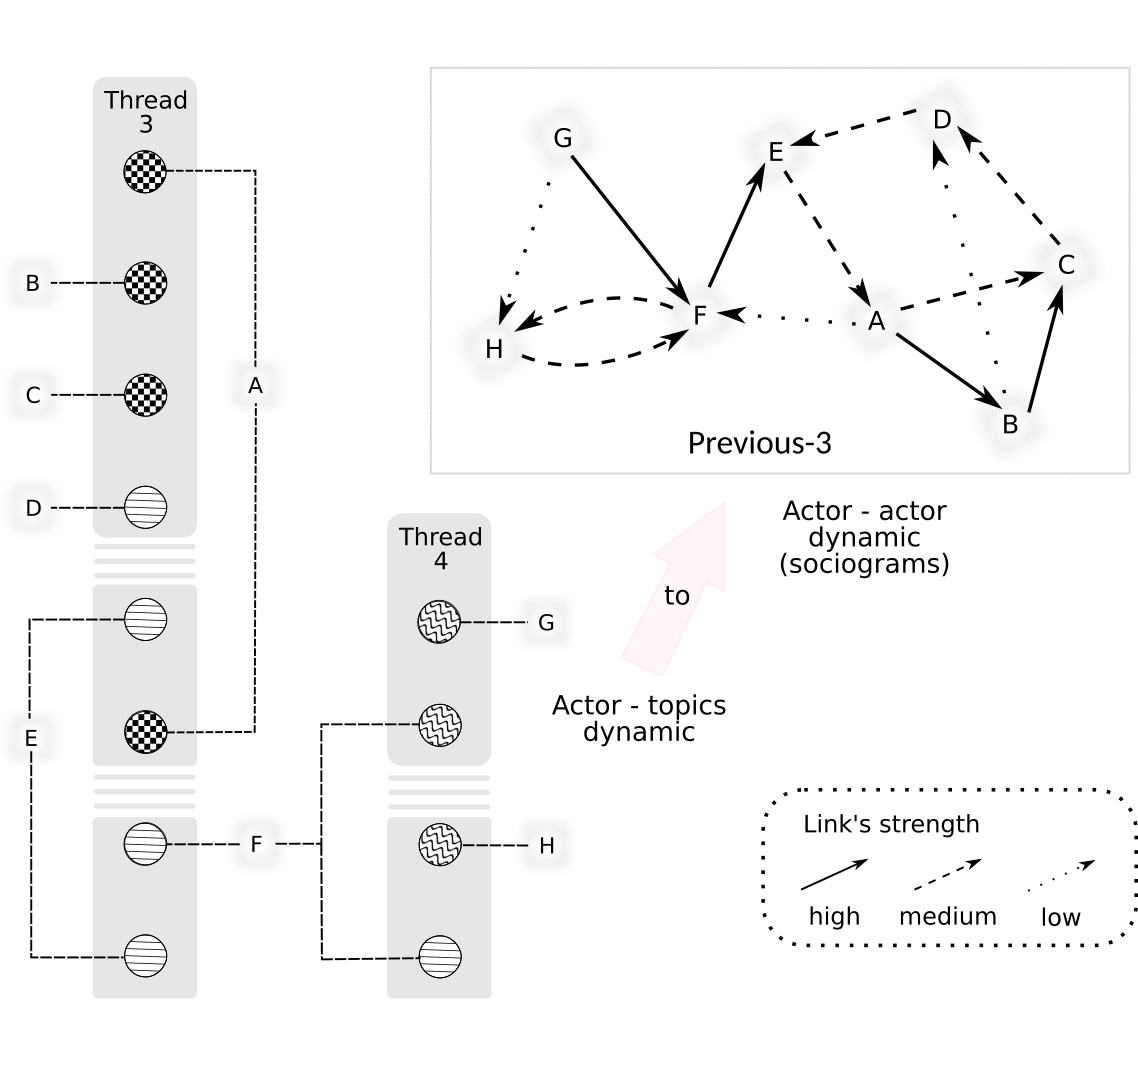 Thread
3
B
C
D
A
E
F
Thread
4
G
H
G
E
D
C
F
A
H
B
Previous-3
Actor - actor
dynamic
(sociograms)
to
Actor - topics
dynamic
Link's strength
high medium low